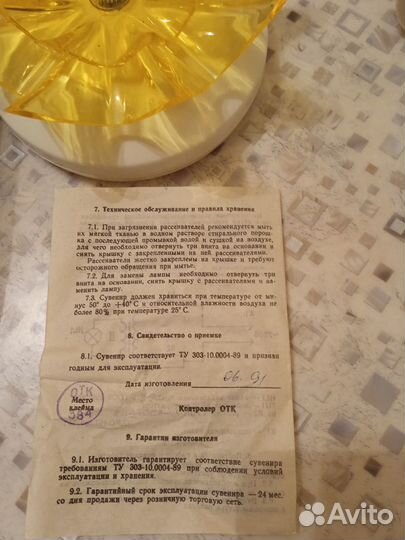 7. Техническое обслуживание и правила хранения
7.1. При загрязнении рассеивателей рекомендуется мыть
их мягкой тканью в водном растворе стирального порош-
ка с последующей промывкой водой и сушкой на воздухе,
для чего необходимо отвернуть три винта на основании и
снять крышку с закрепленными на ней рассеивателями.
Рассеиватели жестко закреплены на крышке и требуют
осторожного обращения при мытье.
7.2. Для замены лампы необходимо отвернуть три
винта на основании, снять крышку с рассеивателями и за-
менить лампу.
7.3. Сувенир должен храниться при температуре от ми-
нус 50° до +40°С и относительной влажности воздуха не
более 80% при температуре 25°С.
8. Свидетельство о приемке
8.1. Сувенир соответствует ТУ 303-10.0004-89 и признан
годным для эксплуатации.
Дата изготовления 06. 91
ОТК
584
Место
клейма
Контролер ОТК
9. Гарантии изготовителя
9.1. Изготовитель гарантирует соответствие сувенира
требованиям ТУ 303-10.0004-89 при соблюдении условий
эксплуатации и хранения.
9.2. Гарантийный срок эксплуатации сувенира — 24 мес.
со дня продажи через розничную торговую сеть.
Avito